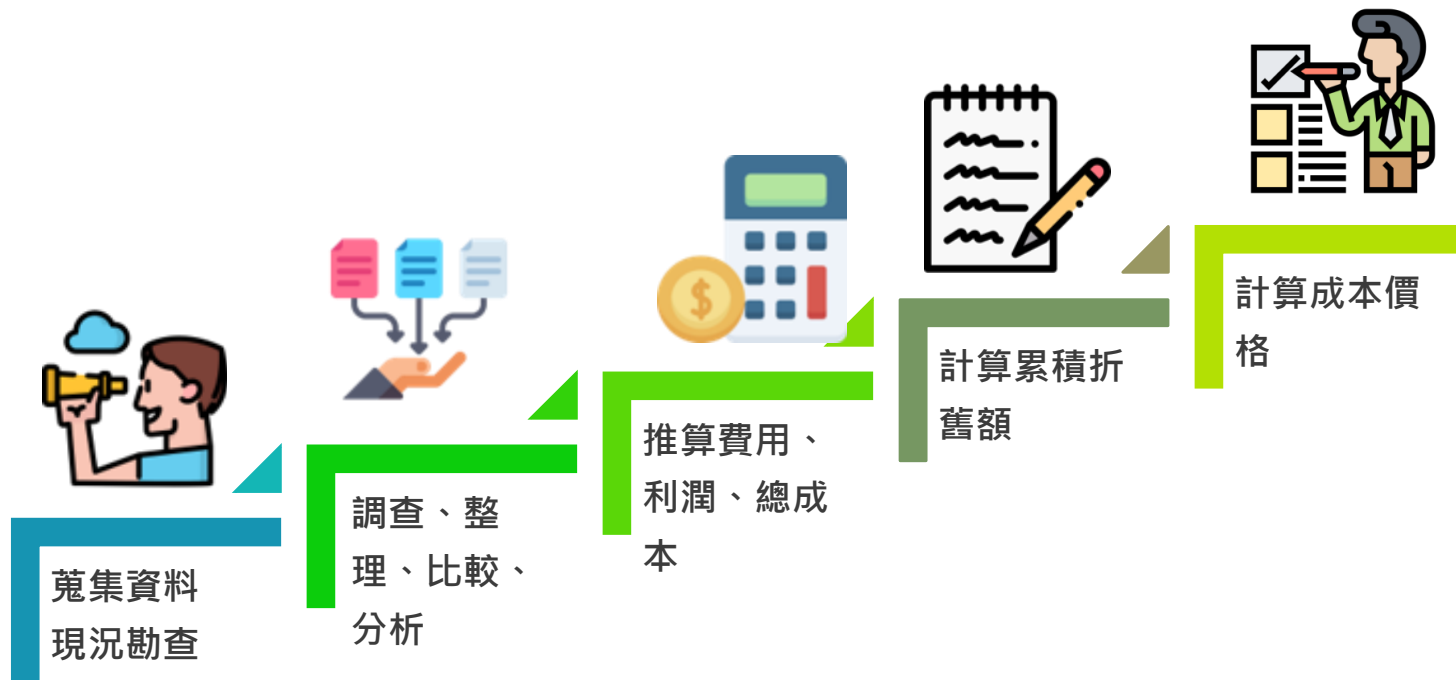 蒐集資料
現況勘查
調查、整
理、比較、
分析
推算費用、
利潤、總成
本
計算累積折
舊額
計算成本價
格